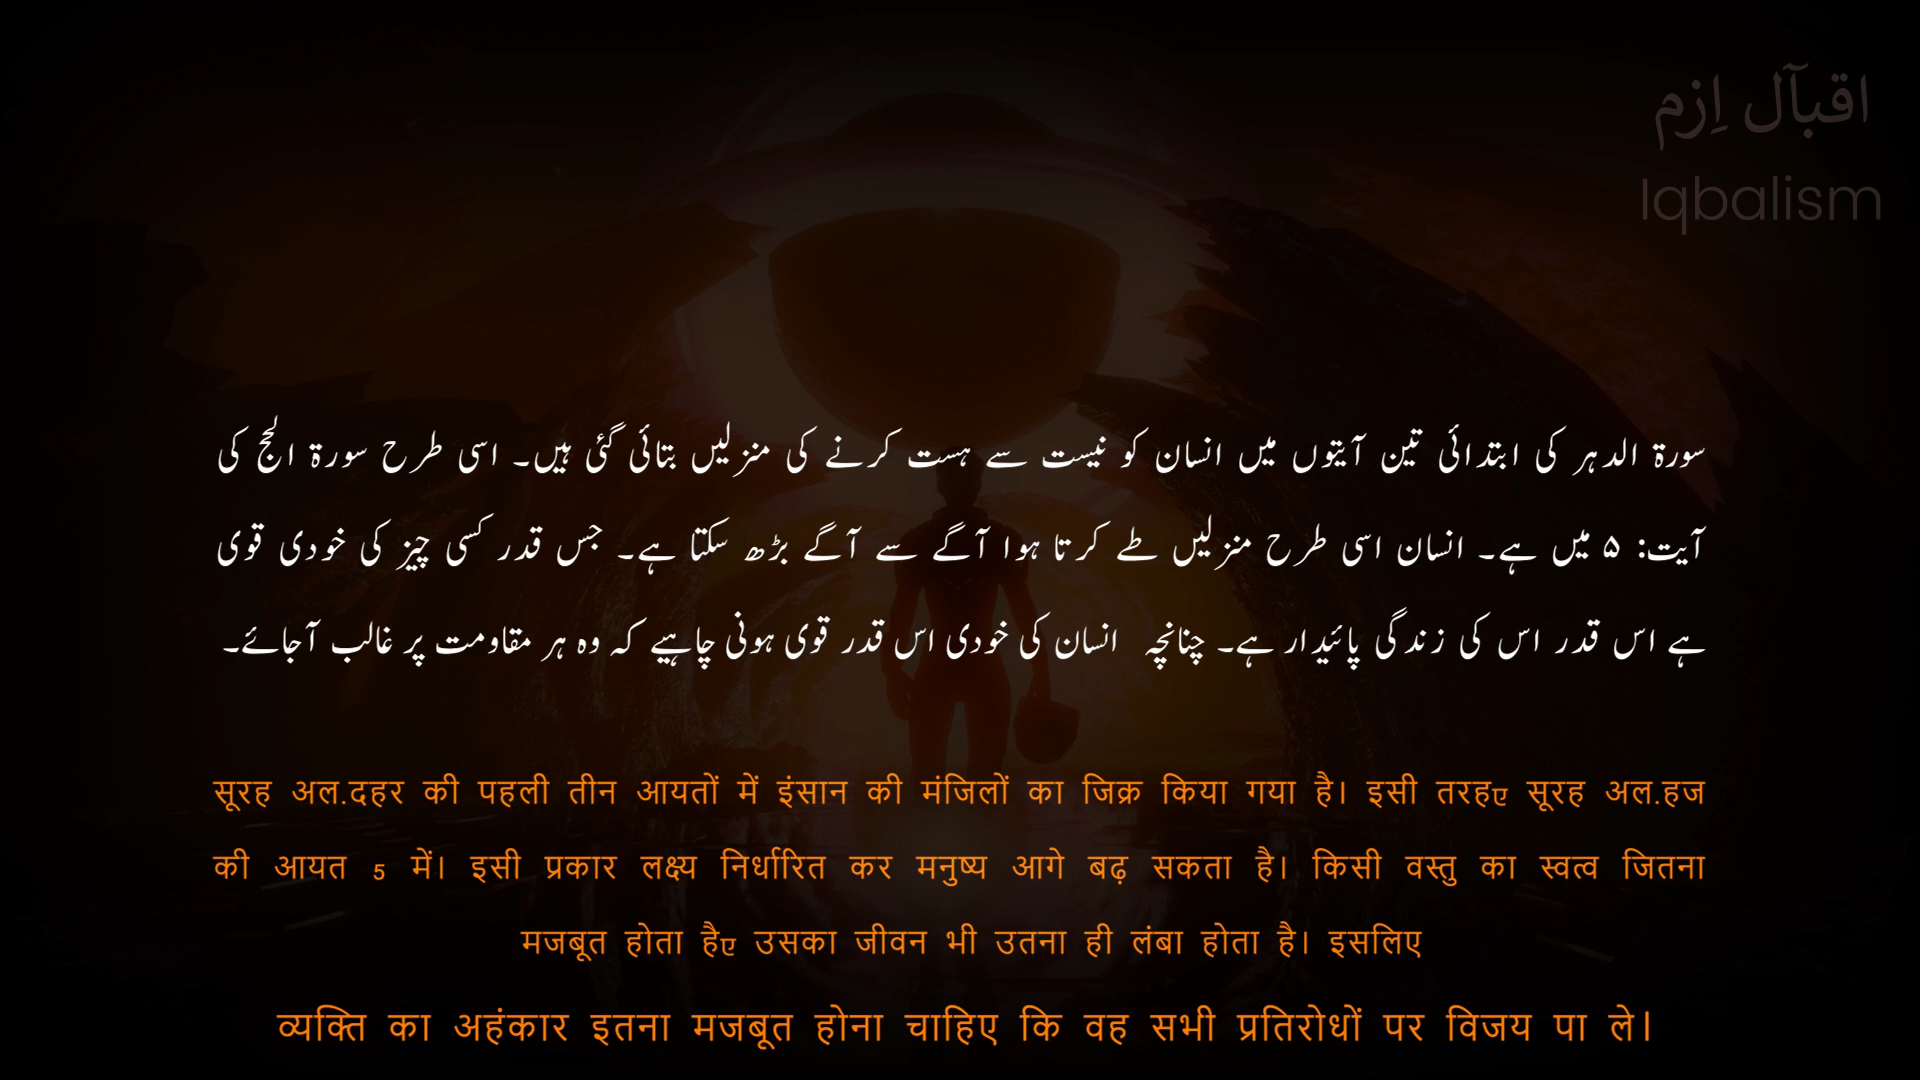 اقبآل اِزم
Iqbalism
سورۃ الدہر کی ابتدائی تین آیتوں میں انسان کو نیست سے ہست کرنے کی منزلیں بتائی گئی ہیں۔ اسی طرح سورۃ الحج کی
آیت: ۵ میں ہے۔ انسان اسی طرح منزلیں طے کرتا ہوا آگے سے آگے بڑھ سکتا ہے۔ جس قدر کسی چیز کی خودی قوی
ہے اس قدر اس کی زندگی پائیدار ہے۔ چنانچہ انسان کی خودی اس قدر قوی ہونی چاہیے کہ وہ ہر مقاومت پر غالب آجائے۔
सूरह अल.दहर की पहली तीन आयतों में इंसान की मंजिलों का जिक्र किया गया है। इसी तरहए सूरह अल.हज
की आयत 5 में। इसी प्रकार लक्ष्य निर्धारित कर मनुष्य आगे बढ़ सकता है। किसी वस्तु का स्वत्व जितना
मजबूत होता हैए उसका जीवन भी उतना ही लंबा होता है। इसलिए
व्यक्ति का अहंकार इतना मजबूत होना चाहिए कि वह सभी प्रतिरोधों पर विजय पा ले।